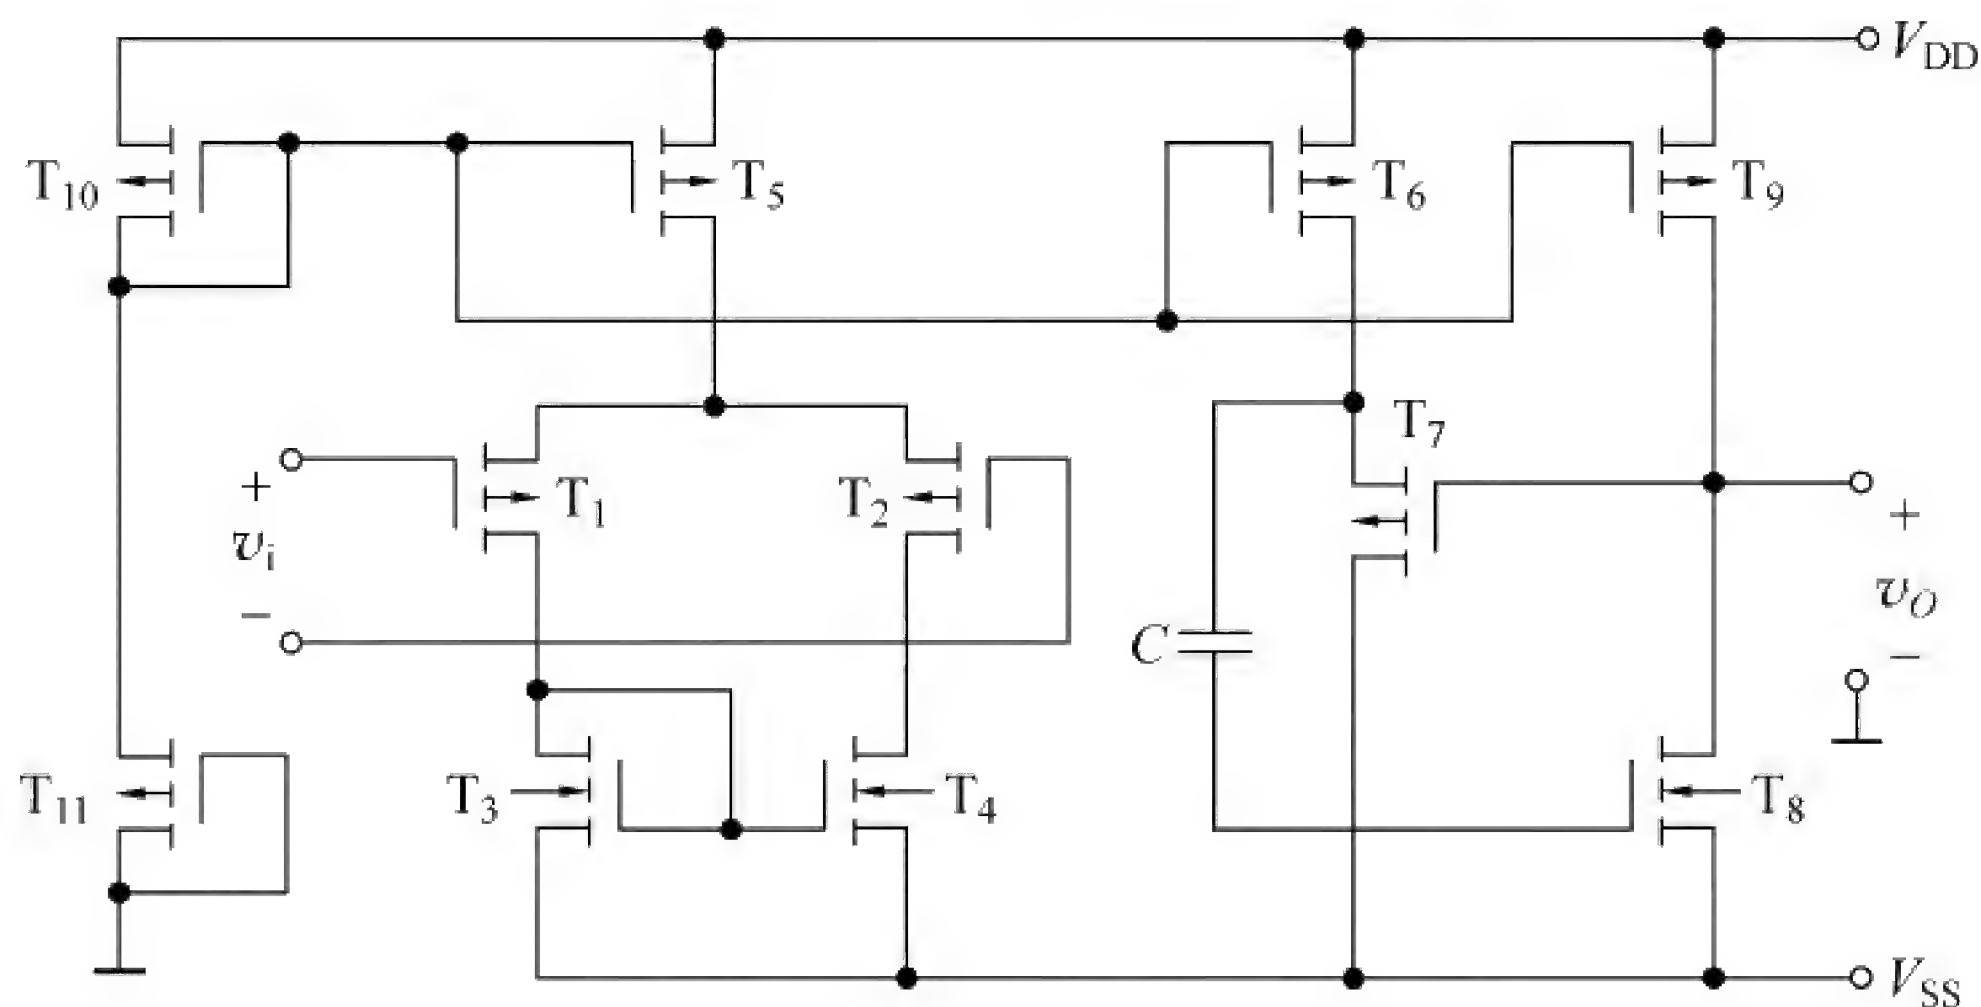 V_DD
T_10
T_5
T_6
T_9
T_7
+
v_i
−
T_1
T_2
+
v_O
−
C
T_11
T_3
T_4
T_8
V_SS